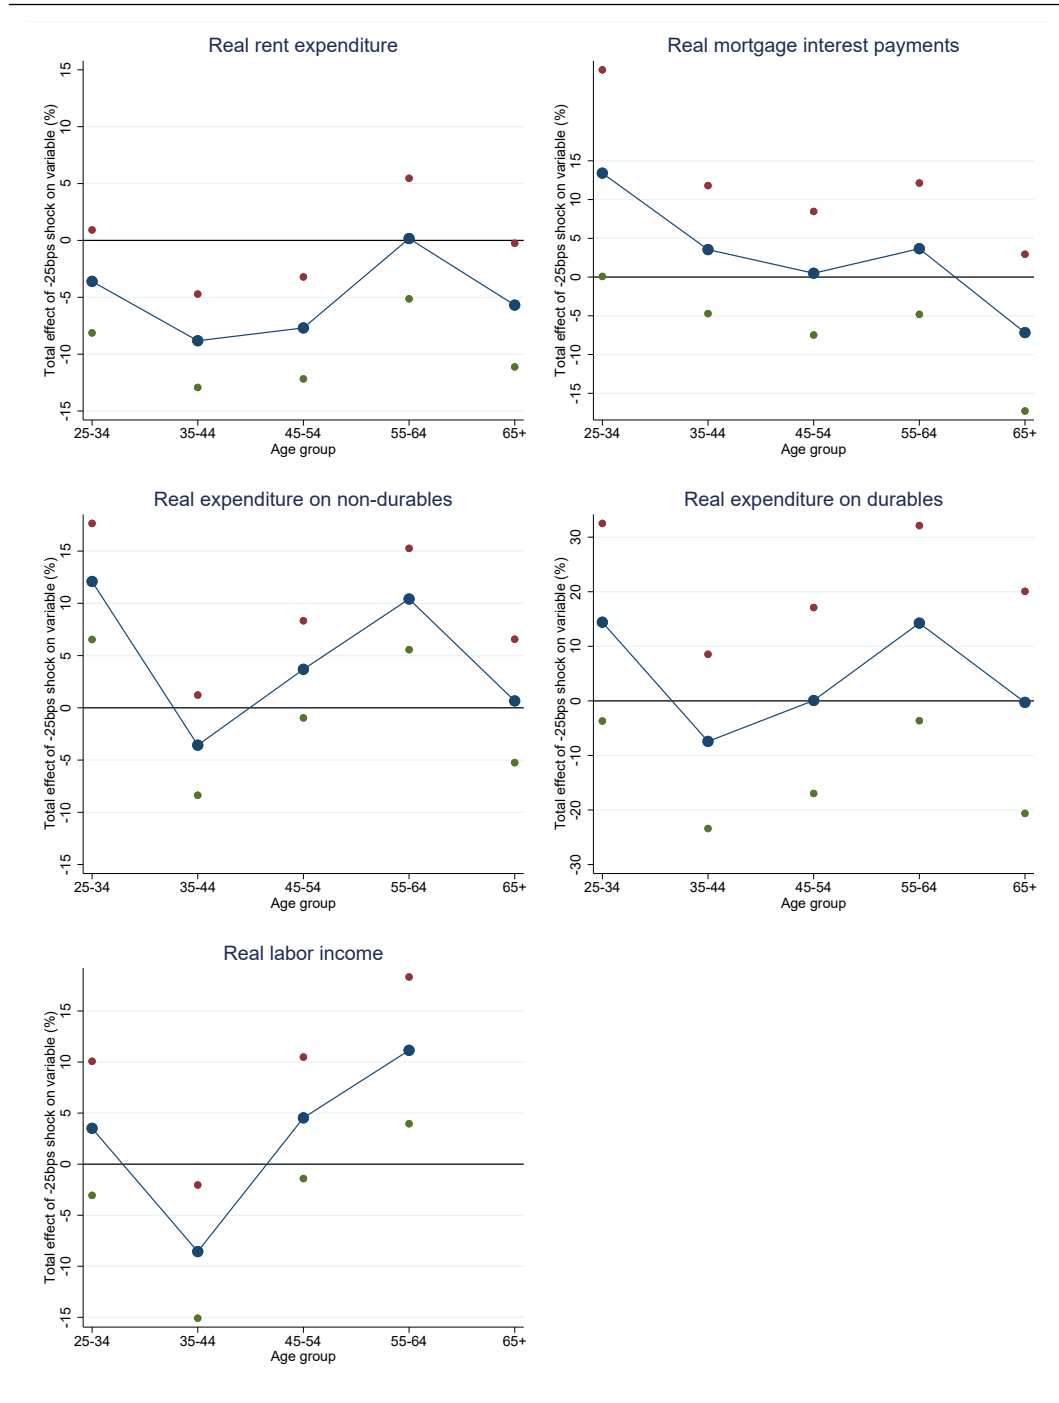 Real rent expenditure
Total effect of -25bps shock on variable (%)
15
10
5
0
-5
-10
-15
25-34 35-44 45-54 55-64 65+
Age group
Real mortgage interest payments
Total effect of -25bps shock on variable (%)
15
10
5
0
-5
-10
-15
25-34 35-44 45-54 55-64 65+
Age group
Real expenditure on non-durables
Total effect of -25bps shock on variable (%)
15
10
5
0
-5
-10
-15
25-34 35-44 45-54 55-64 65+
Age group
Real expenditure on durables
Total effect of -25bps shock on variable (%)
30
20
10
0
-10
-20
-30
25-34 35-44 45-54 55-64 65+
Age group
Real labor income
Total effect of -25bps shock on variable (%)
15
10
5
0
-5
-10
-15
25-34 35-44 45-54 55-64 65+
Age group